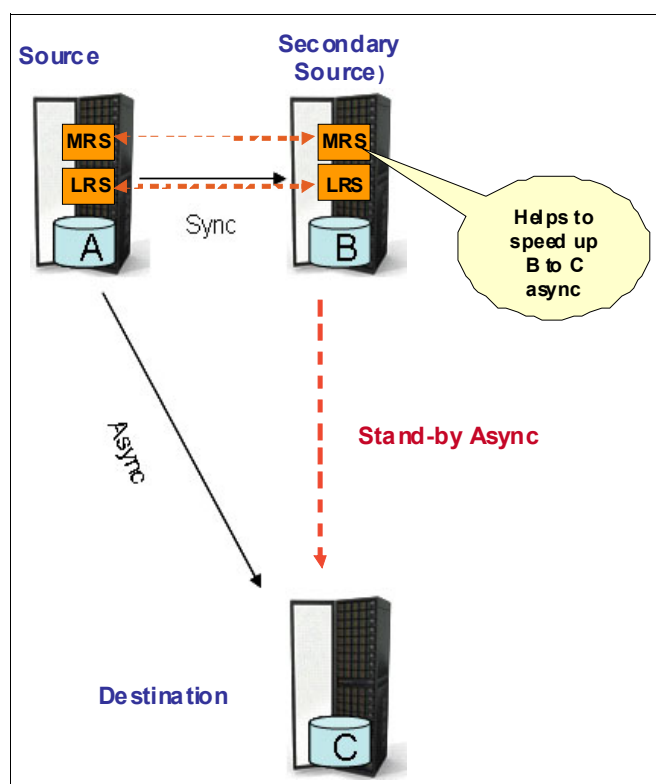 Source
Secondary
Source)
MRS
MRS
LRS
LRS
Sync
A
B
Helps to
speed up
B to C
async
Async
Stand-by Async
Destination
C